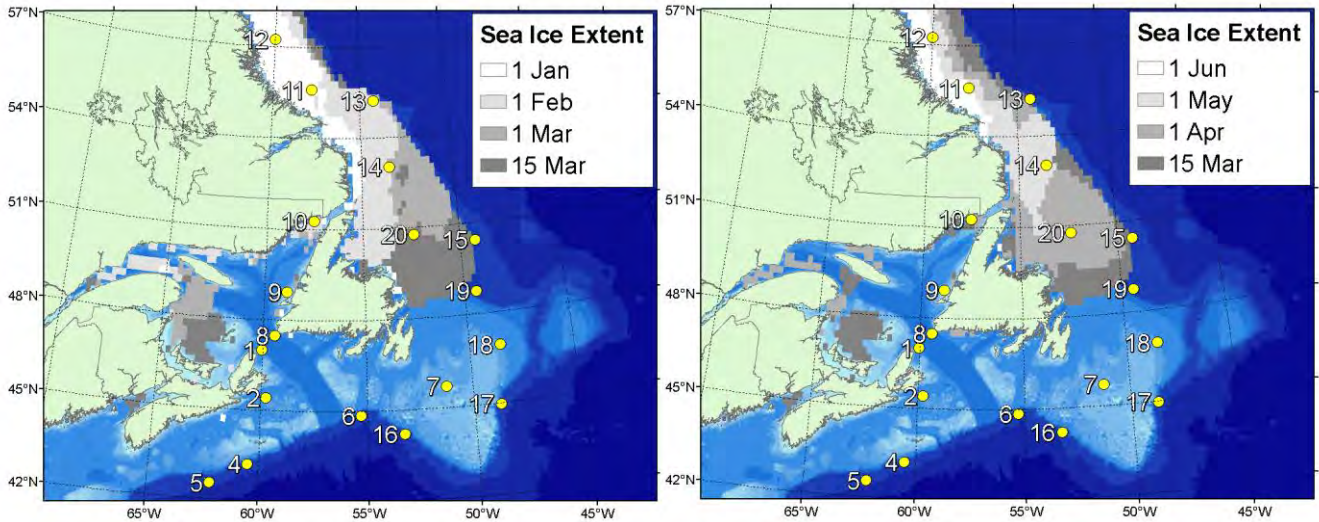 57°N
54°N
51°N
48°N
45°N
42°N
65°W 60°W 55°W 50°W 45°W
Sea Ice Extent
1 Jan
1 Feb
1 Mar
15 Mar
12
11
13
14
10
20
15
9
19
8
1
18
7
2
17
6
16
4
5
57°N
54°N
51°N
48°N
45°N
42°N
65°W 60°W 55°W 50°W 45°W
Sea Ice Extent
1 Jun
1 May
1 Apr
15 Mar
12
11
13
14
10
20
15
9
19
8
1
18
7
2
17
6
16
4
5